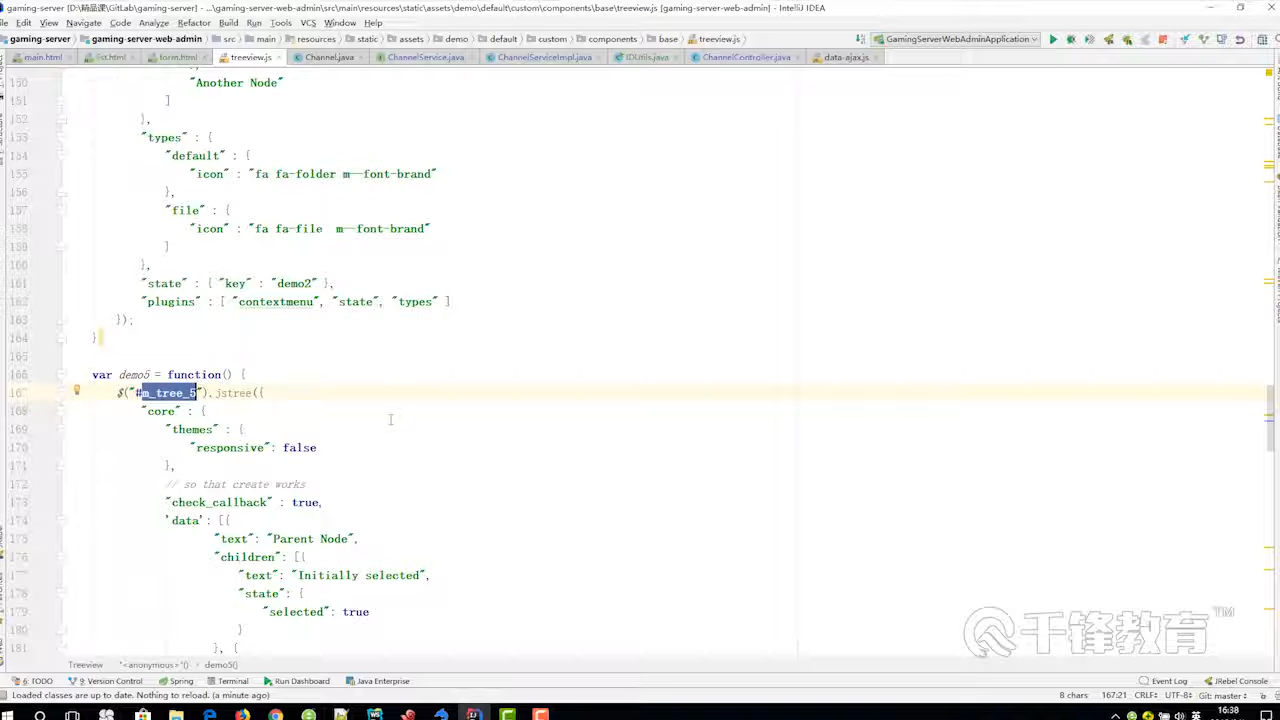 gaming-server [D:\精品课\GitLab\gaming-server] - ...\gaming-server-web-admin\src\main\resources\static\assets\demo\default\custom\components\base\treeview.js [gaming-server-web-admin] - IntelliJ IDEA
Edit View Navigate Code Analyze Refactor Build Run Tools VCS Window Help
gaming-server gaming-server-web-admin src main resources static assets demo default custom components base treeview.js GamingServerWebAdminApplication
main.html list.html form.html treeview.js Channel.java ChannelService.java ChannelServiceImpl.java IDUtils.java ChannelController.java data-ajax.js
150 "Another Node"
151 ]
152 },
153 "types" : {
154 "default" : {
155 "icon" : "fa fa-folder m--font-brand"
156 },
157 "file" : {
158 "icon" : "fa fa-file  m--font-brand"
159 }
160 },
161 "state" : { "key" : "demo2" },
162 "plugins" : [ "contextmenu", "state", "types" ]
163 });
164 }
165
166 var demo5 = function() {
167 $("#m_tree_5").jstree({
168 "core" : {
169 "themes" : {
170 "responsive": false
171 },
172 // so that create works
173 "check_callback" : true,
174 'data': [{
175 "text": "Parent Node",
176 "children": [{
177 "text": "Initially selected",
178 "state": {
179 "selected": true
180 }
181 }, {
千锋教育 TM
Treeview '<anonymous>'() demo5()
6: TODO 9: Version Control Spring Terminal Run Dashboard Java Enterprise Event Log JRebel Console
Loaded classes are up to date. Nothing to reload. (a minute ago) 8 chars 167:21 CRLF: UTF-8: Git: master:
英 16:38